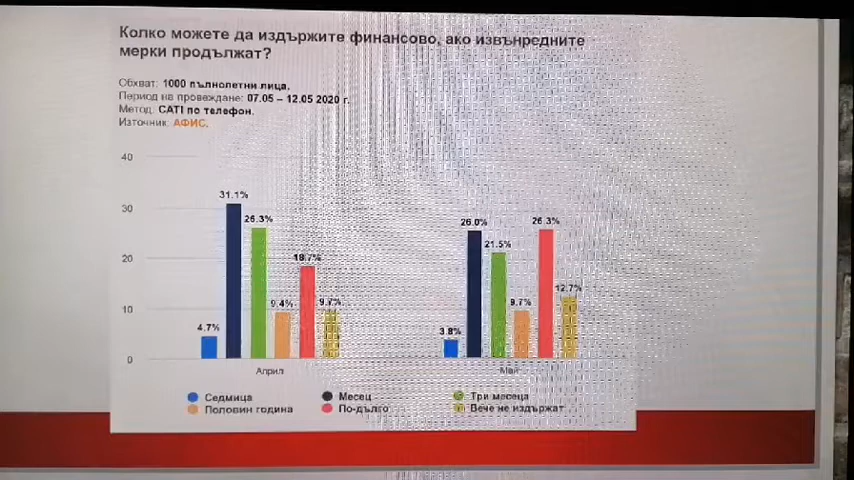 Колко можете да издържите финансово, ако извънредните
мерки продължат?
Обхват: 1000 пълнолетни лица.
Период на провеждане: 07.05 – 12.05 2020 г.
Метод: CATI по телефон.
Източник: АФИС.
40
30
20
10
0
31.1%
26.3%
18.7%
9.4%
9.7%
4.7%
26.0%
26.3%
21.5%
12.7%
9.7%
3.8%
Април
Май
Седмица
Месец
Три месеца
Половин година
По-дълго
Вече не издържат